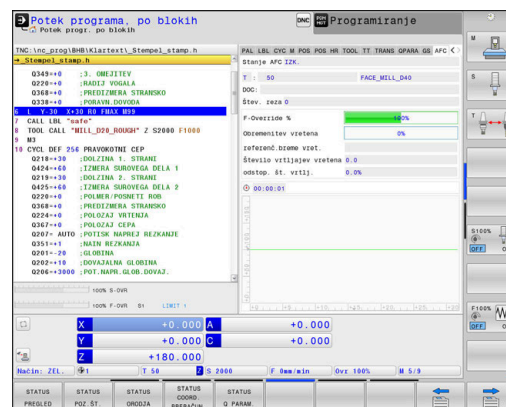 Potek programa, po blokih
Potek progr. po blokih
DNC
Programiranje
TNC:\nc_prog\BHB\Klartext\_Stempel_stamp.h
→_Stempel_stamp.h
Q349=+0 ;3. OMEJITEV
Q220=+0 ;RADIJ VOGALA
Q368=+0 ;PREDIZMERA STRANSKO
Q338=+0 ;PORAVN.DOVODA
6 L Y-30 X+30 R0 FMAX M99
7 CALL LBL "safe"
8 TOOL CALL "MILL_D20_ROUGH" Z S2000 F1000
9 M3
10 CYCL DEF 256 PRAVOKOTNI CEP
Q218=+30 ;DOLZINA 1. STRANI
Q424=+60 ;IZMERA SUROVEGA DELA 1
Q219=+30 ;DOLZINA 2. STRANI
Q425=+60 ;IZMERA SUROVEGA DELA 2
Q220=+0 ;POLMER/POSNETI ROB
Q368=+0 ;PREDIZMERA STRANSKO
Q224=+0 ;POLOZAJ VRTENJA
Q367=+0 ;POLOZAJ CEPA
Q207= AUTO ;POTISK NAPREJ REZKANJE
Q351=+1 ;NAIN REZKANJA
Q201=-20 ;GLOBINA
Q202=+10 ;DOVAJALNA GLOBINA
Q206=+3000 ;POT.NAPR.GLOB.DOVAJ.
100% S-OVR
100% F-OVR S1 LIMIT 1
PAL LBL CYC M POS POS HR TOOL TT TRANS QPARA GS AFC
Stanje AFC IZK.
T : 50 FACE_MILL_D40
DOC:
Štev. reza 0
F-Override % 100%
Obremenitev vretena 0%
referenč.breme vret.
Število vrtljajev vretena 0.0
odstop. št. vrtlj. 0.0%
00:00:01
X +0.000 A +0.000
Y +0.000 C +0.000
Z +180.000
Način: ŽEL. 1 T 50 Z S 2000 F 0mm/min Ovr 100% M 5/9
STATUS PREGLED
STATUS POZ.ŠT.
STATUS ORODJA
STATUS COORD. PRERAČUN
STATUS Q PARAM.
M
S
T
S100%
OFF
F100%
OFF